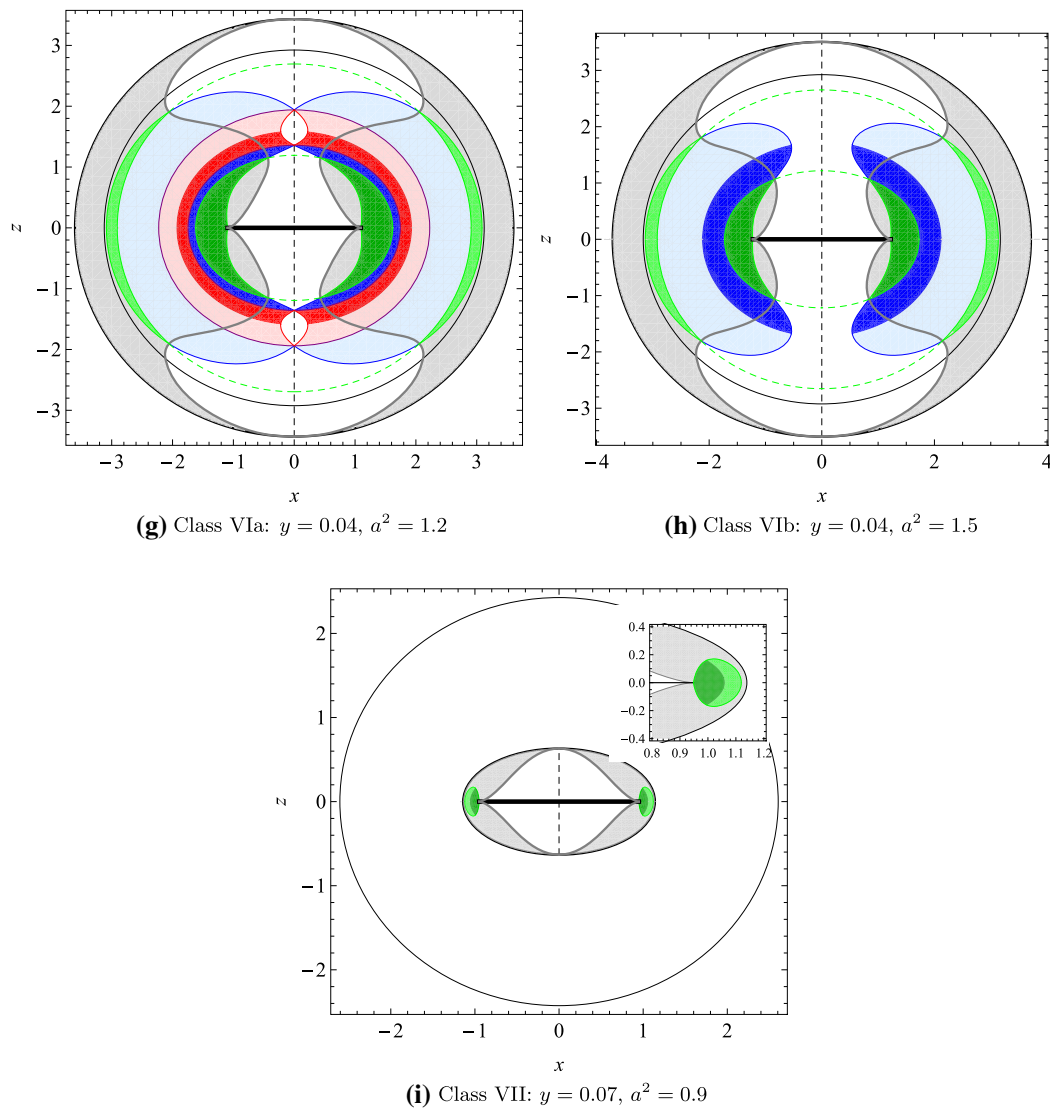 3
2
1
0
−1
−2
−3
z
−3 −2 −1 0 1 2 3
x
(g) Class VIa: y = 0.04, a² = 1.2
3
2
1
0
−1
−2
−3
z
−4 −2 0 2 4
x
(h) Class VIb: y = 0.04, a² = 1.5
2
1
0
−1
−2
z
0.4
0.2
0.0
−0.2
−0.4
0.8 0.9 1.0 1.1 1.2
−2 −1 0 1 2
x
(i) Class VII: y = 0.07, a² = 0.9